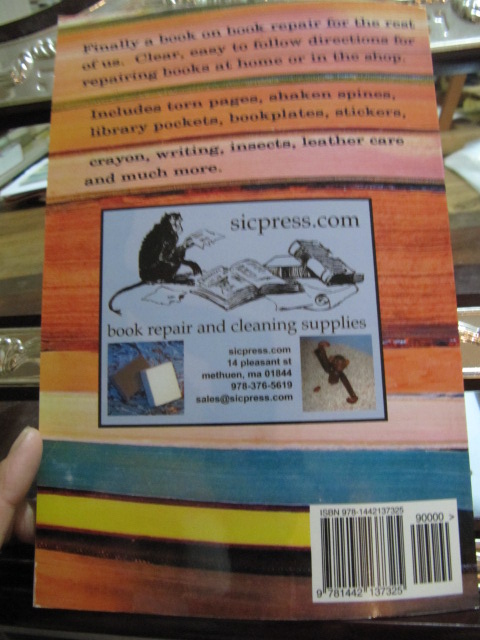 Finally a book on book repair for the rest
of us. Clear, easy to follow directions for
repairing books at home or in the shop.
Includes torn pages, shaken spines,
library pockets, bookplates, stickers,
crayon, writing, insects, leather care
and much more.
sicpress.com
book repair and cleaning supplies
sicpress.com
14 pleasant st
methuen, ma 01844
978-376-5619
sales@sicpress.com
ISBN 978-1442137325
90000 >
9 781442 137325